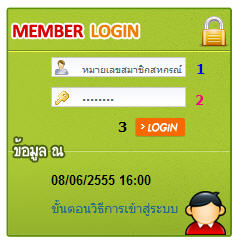 MEMBER LOGIN
หมายเลขสมาชิกสหกรณ์ 1
•••••••• 2
3 LOGIN
ข้อมูล ณ
08/06/2555 16:00
ขั้นตอนวิธีการเข้าสู่ระบบ